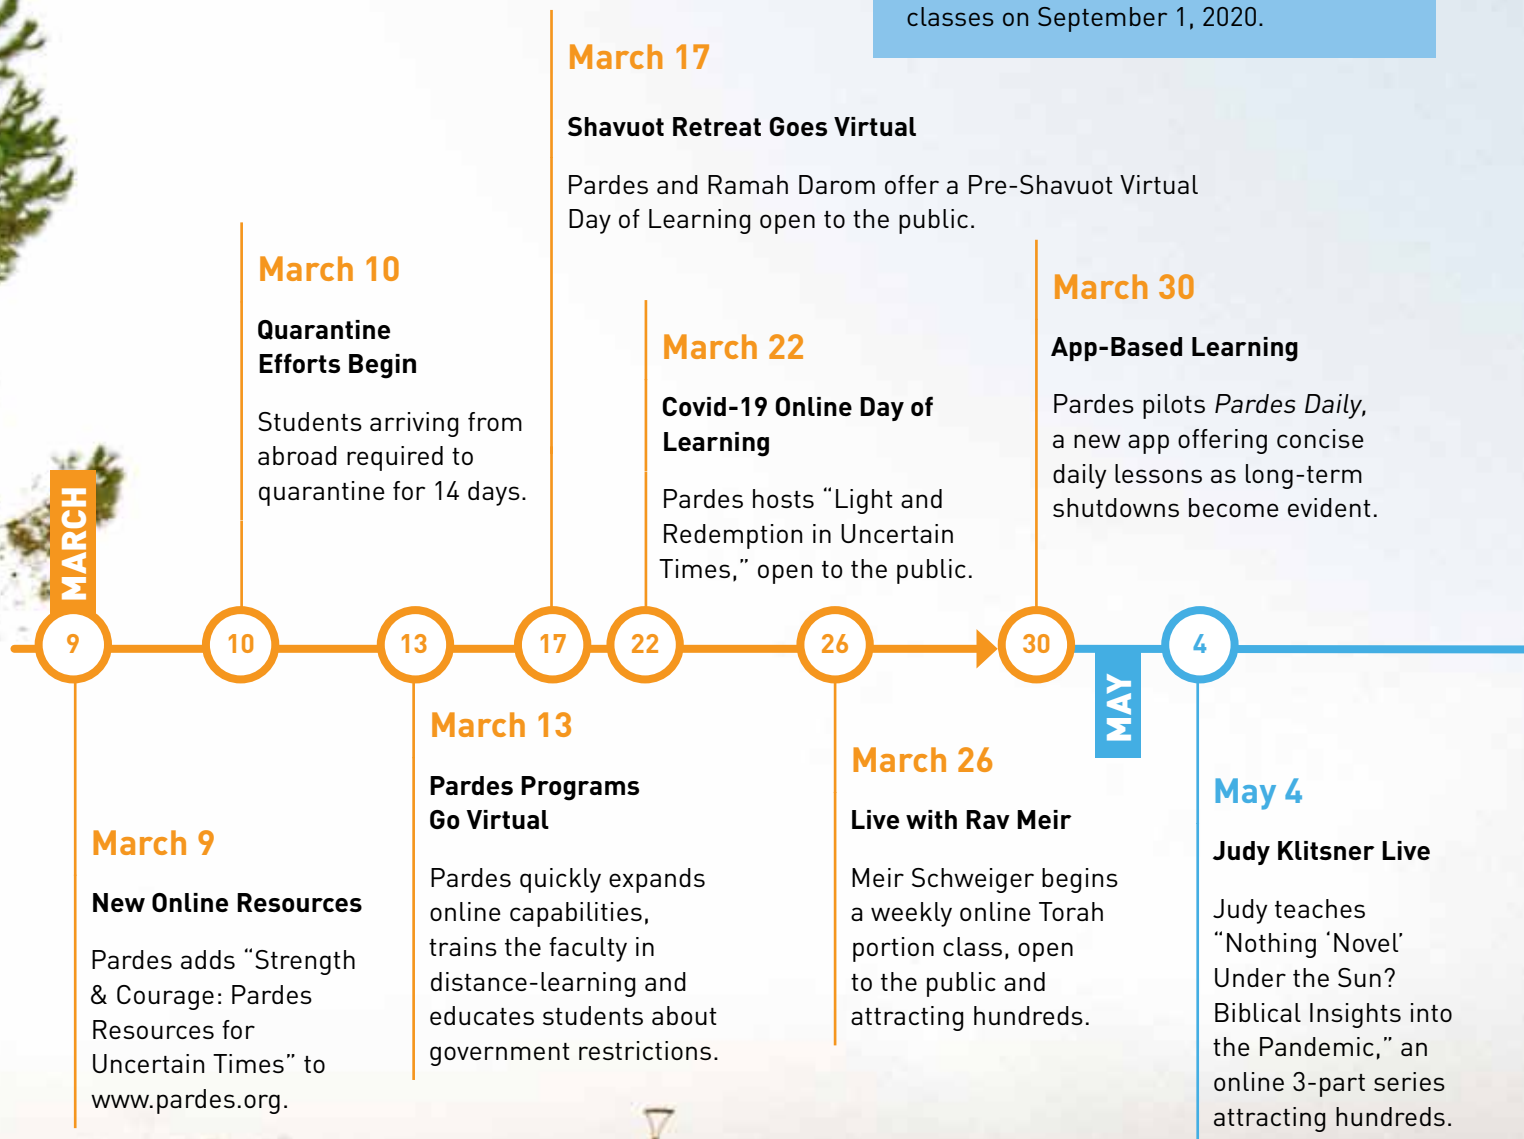 classes on September 1, 2020.
March 17
Shavuot Retreat Goes Virtual
Pardes and Ramah Darom offer a Pre-Shavuot Virtual
Day of Learning open to the public.
March 10
Quarantine
Efforts Begin
Students arriving from
abroad required to
quarantine for 14 days.
March 22
Covid-19 Online Day of
Learning
Pardes hosts “Light and
Redemption in Uncertain
Times,” open to the public.
March 30
App-Based Learning
Pardes pilots Pardes Daily,
a new app offering concise
daily lessons as long-term
shutdowns become evident.
MARCH
9
10
13
17
22
26
30
4
MAY
March 9
New Online Resources
Pardes adds “Strength
& Courage: Pardes
Resources for
Uncertain Times” to
www.pardes.org.
March 13
Pardes Programs
Go Virtual
Pardes quickly expands
online capabilities,
trains the faculty in
distance-learning and
educates students about
government restrictions.
March 26
Live with Rav Meir
Meir Schweiger begins
a weekly online Torah
portion class, open
to the public and
attracting hundreds.
May 4
Judy Klitsner Live
Judy teaches
“Nothing ‘Novel’
Under the Sun?
Biblical Insights into
the Pandemic,” an
online 3-part series
attracting hundreds.